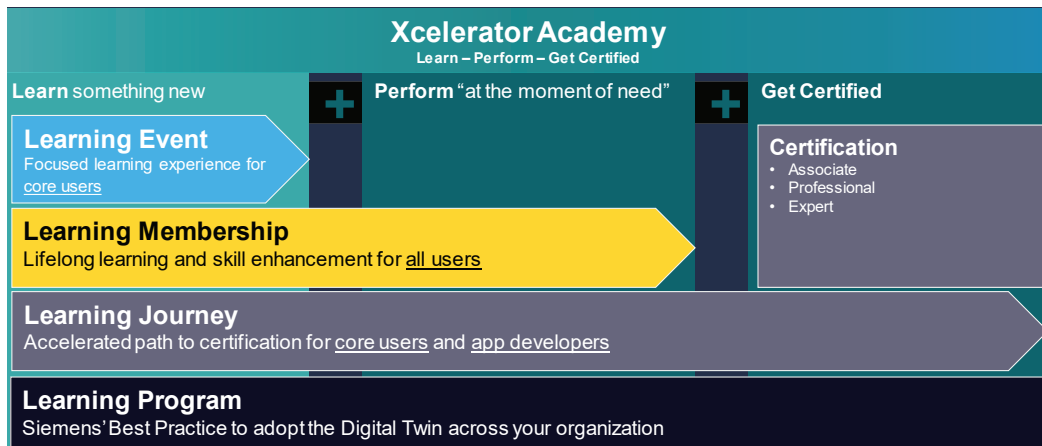 Xcelerator Academy
Learn – Perform – Get Certified
Learn something new
Perform “at the moment of need”
Get Certified
Learning Event
Focused learning experience for
core users
Certification
• Associate
• Professional
• Expert
Learning Membership
Lifelong learning and skill enhancement for all users
Learning Journey
Accelerated path to certification for core users and app developers
Learning Program
Siemens’ Best Practice to adopt the Digital Twin across your organization